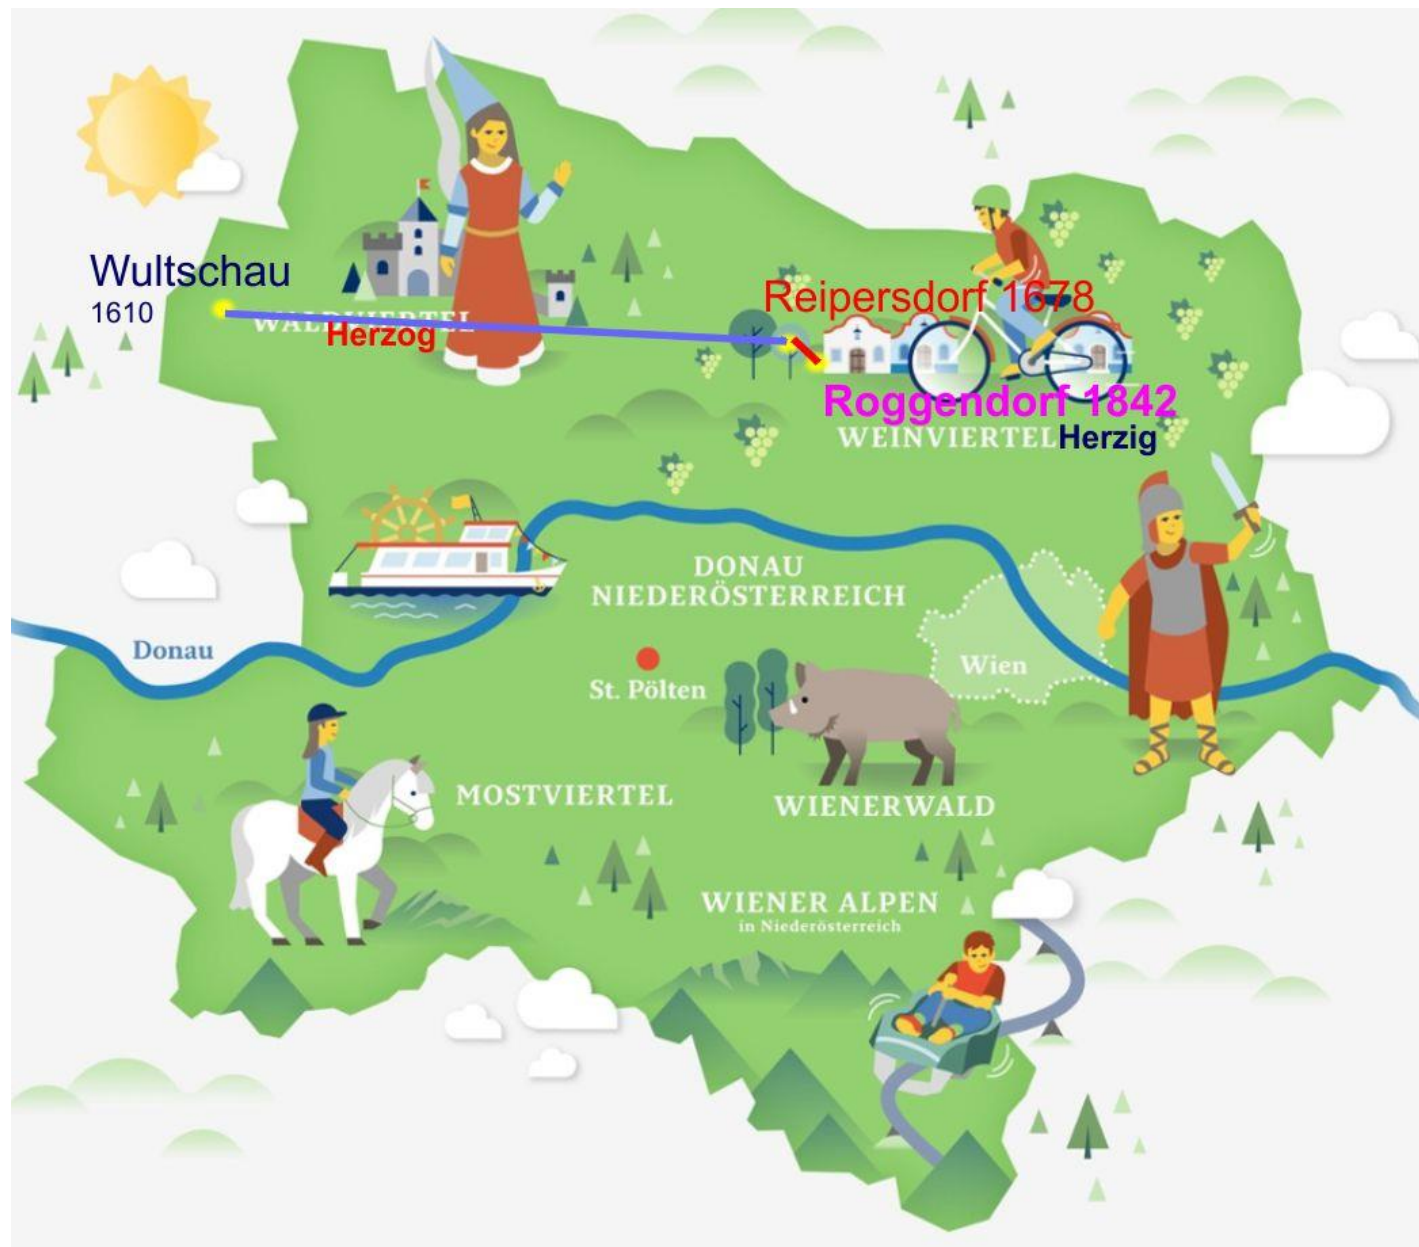 Wultschau
1610
WALDVIERTEL
Herzog
Reipersdorf 1678
Roggendorf 1842
WEINVIERTEL
Herzig
DONAU
NIEDERÖSTERREICH
Donau
Wien
St. Pölten
MOSTVIERTEL
WIENERWALD
WIENER ALPEN
in Niederösterreich